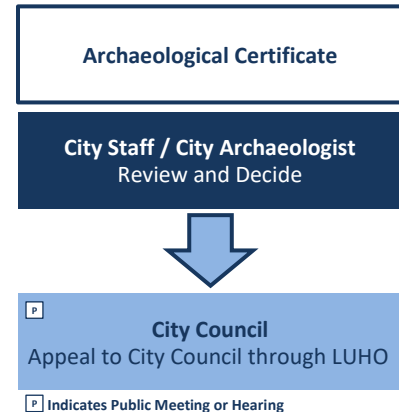 Archaeological Certificate
City Staff / City Archaeologist
Review and Decide
P
City Council
Appeal to City Council through LUHO
P Indicates Public Meeting or Hearing